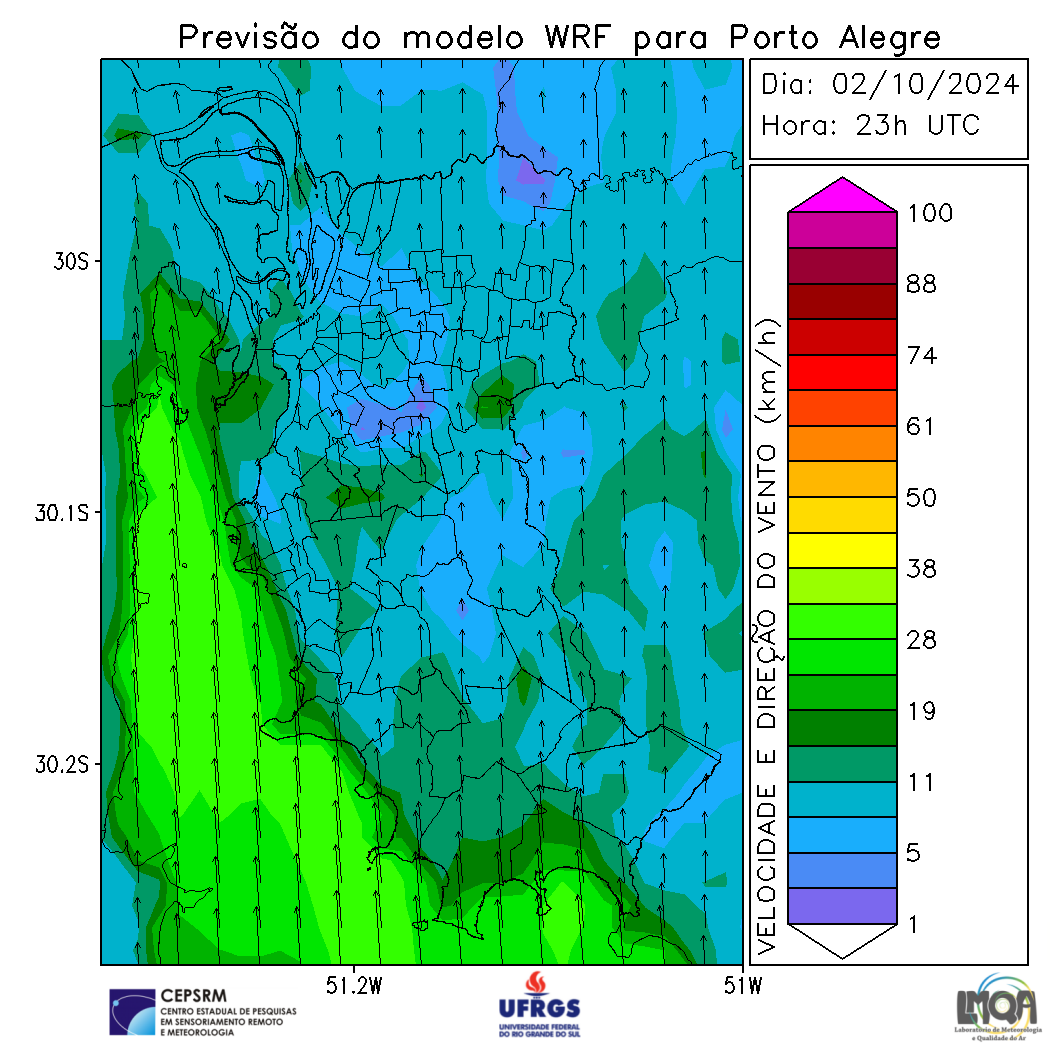 Previsão do modelo WRF para Porto Alegre
Dia: 02/10/2024
Hora: 23h UTC
30S
30.1S
30.2S
51.2W
51W
VELOCIDADE E DIREÇÃO DO VENTO (km/h)
100
88
74
61
50
38
28
19
11
5
1
CEPSRM
CENTRO ESTADUAL DE PESQUISAS
EM SENSORIAMENTO REMOTO
E METEOROLOGIA
UFRGS
UNIVERSIDADE FEDERAL
DO RIO GRANDE DO SUL
LMQA
Laboratório de Meteorologia
e Qualidade do Ar